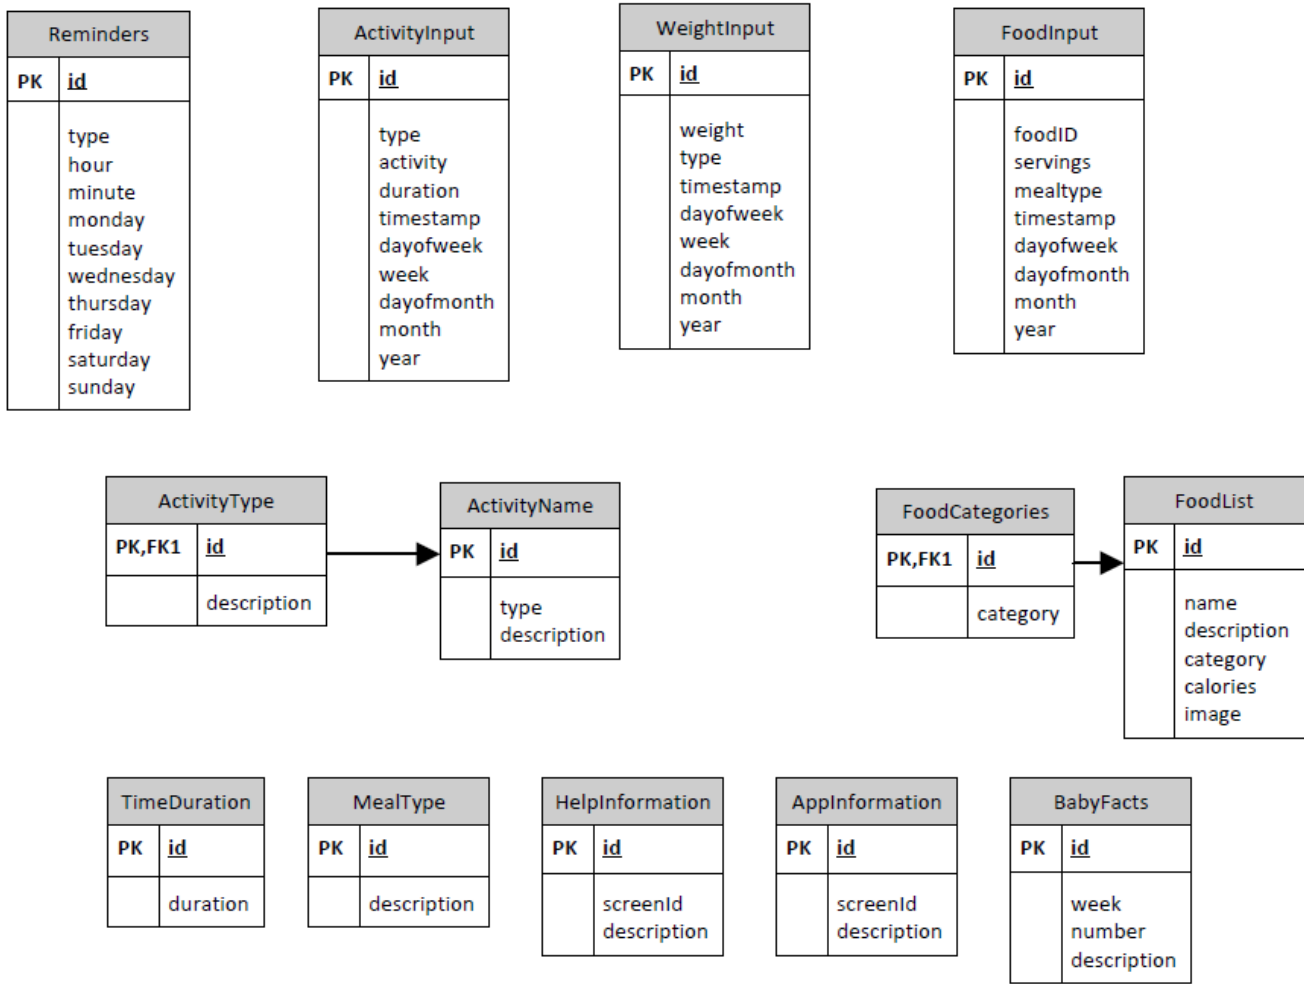 Reminders
PK id
type
hour
minute
monday
tuesday
wednesday
thursday
friday
saturday
sunday
ActivityInput
PK id
type
activity
duration
timestamp
dayofweek
week
dayofmonth
month
year
WeightInput
PK id
weight
type
timestamp
dayofweek
week
dayofmonth
month
year
FoodInput
PK id
foodID
servings
mealtype
timestamp
dayofweek
dayofmonth
month
year
ActivityType
PK,FK1 id
description
ActivityName
PK id
type
description
FoodCategories
PK,FK1 id
category
FoodList
PK id
name
description
category
calories
image
TimeDuration
PK id
duration
MealType
PK id
description
HelpInformation
PK id
screenId
description
AppInformation
PK id
screenId
description
BabyFacts
PK id
week
number
description